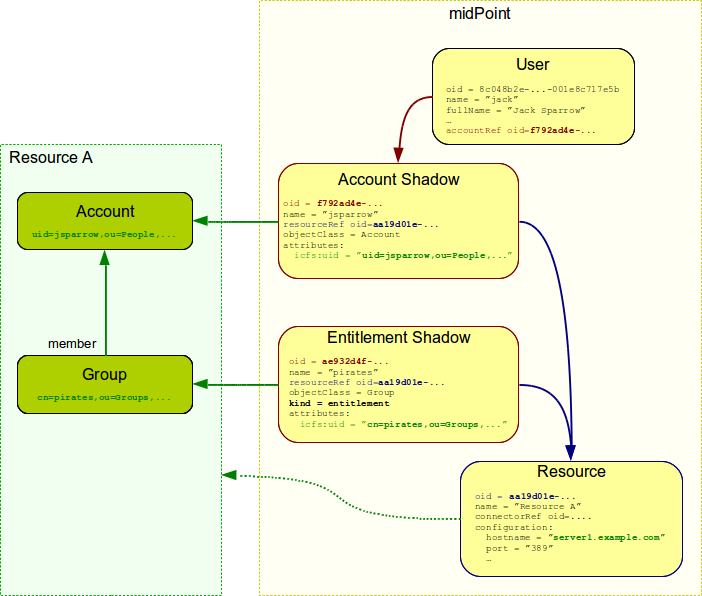 midPoint
User
oid = 8c048b2e-...-001e8c717e5b
name = "jack"
fullName = "Jack Sparrow"
…
accountRef oid=f792ad4e-...
Resource A
Account
uid=jsparrow,ou=People,...
member
Group
cn=pirates,ou=Groups,...
Account Shadow
oid = f792ad4e-...
name = "jsparrow"
resourceRef oid=aa19d01e-...
objectClass = Account
attributes:
icfs:uid = "uid=jsparrow,ou=People,…"
Entitlement Shadow
oid = ae932d4f-...
name = "pirates"
resourceRef oid=aa19d01e-...
objectClass = Group
kind = entitlement
attributes:
icfs:uid = "cn=pirates,ou=Groups,…"
Resource
oid = aa19d01e-...
name = "Resource A"
connectorRef oid=....
configuration:
hostname = "server1.example.com"
port = "389"
…